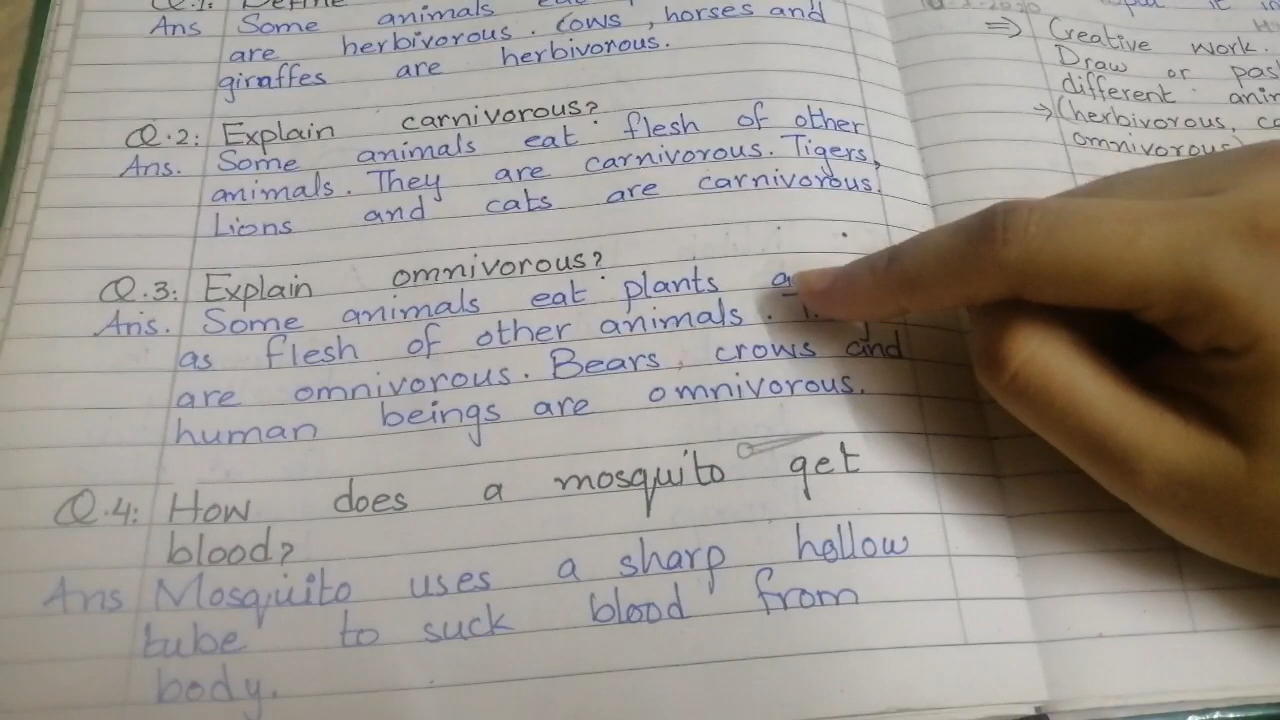 Define
Ans Some animals
are herbivorous. Cows, horses and
giraffes are herbivorous.
Q.2: Explain carnivorous?
Ans. Some animals eat flesh of other
animals. They are carnivorous. Tigers,
Lions and cats are carnivorous.
Q.3: Explain omnivorous?
Ans. Some animals eat plants
as flesh of other animals.
are omnivorous. Bears, crows and
human beings are omnivorous.
Q.4: How does a mosquito get
blood?
Ans Mosquito uses a sharp hollow
tube to suck blood from
body.
it in
⇒ Creative work.
Draw or
different
→ (herbivorous,
omnivorous)